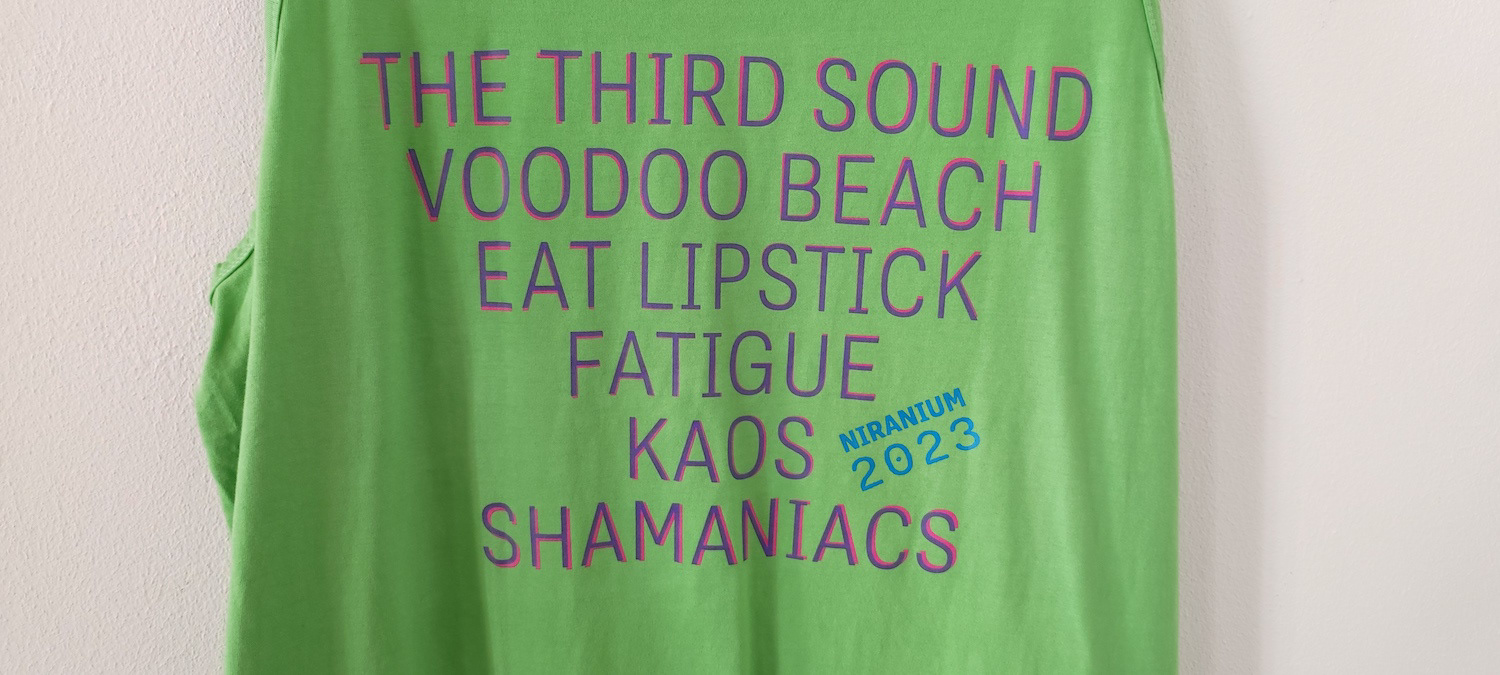 THE THIRD SOUND
VOODOO BEACH
EAT LIPSTICK
FATIGUE
KAOS
NIRANIUM
2023
SHAMANIACS